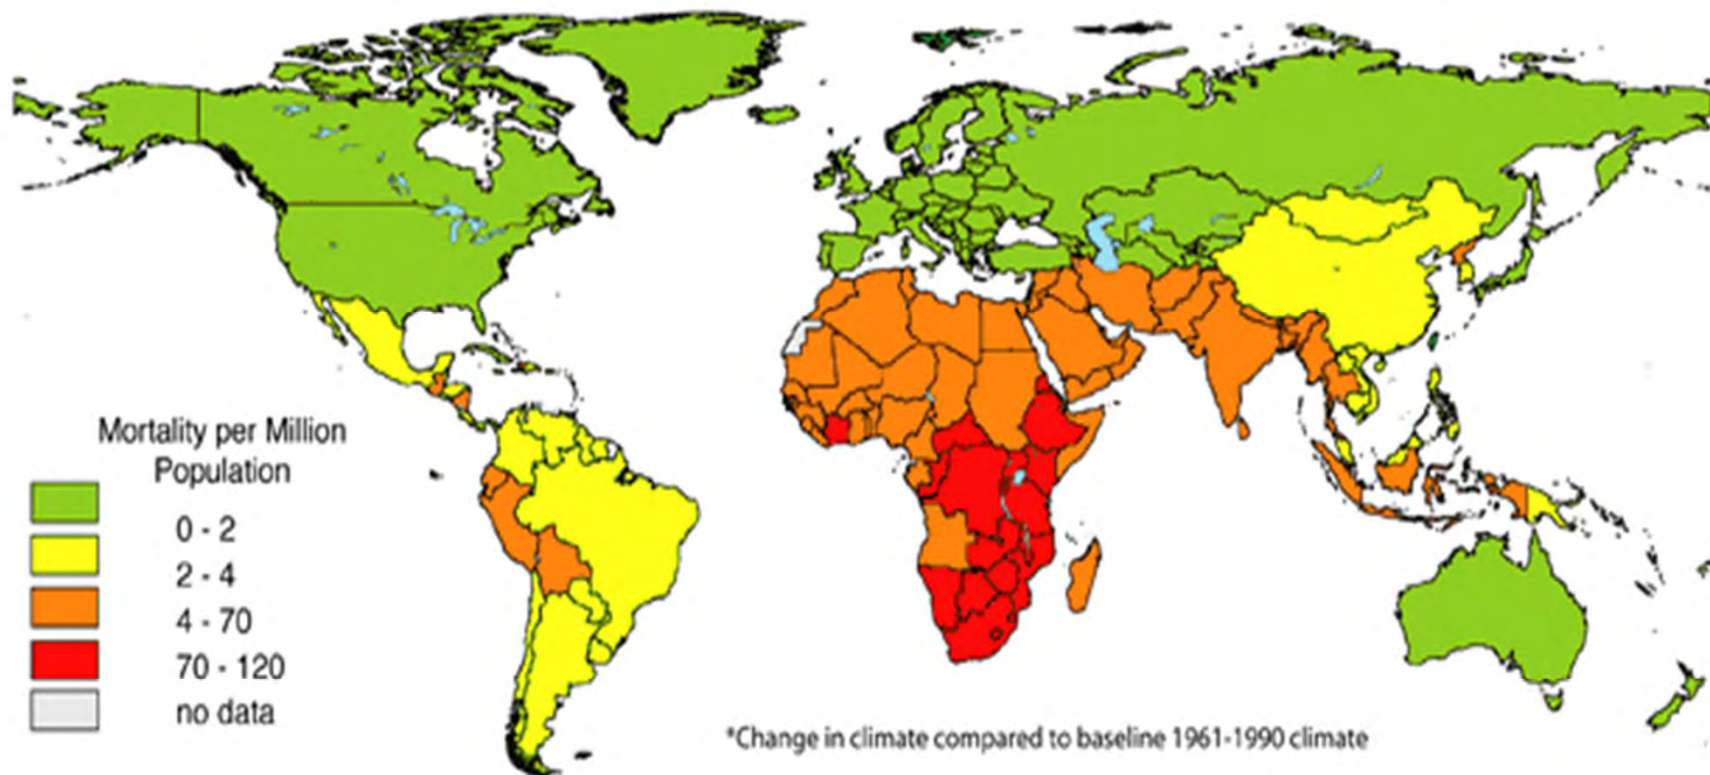 Mortality per Million
Population
0 - 2
2 - 4
4 - 70
70 - 120
no data
*Change in climate compared to baseline 1961-1990 climate